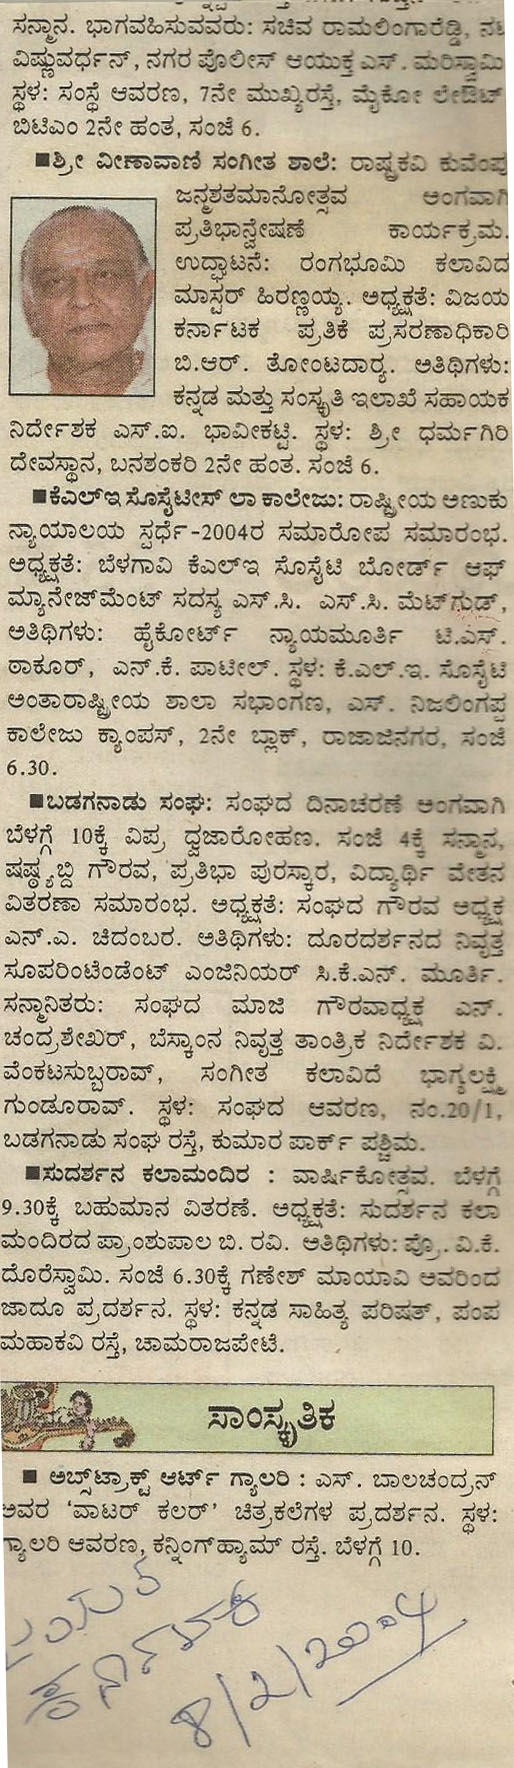 ಸನ್ಮಾನ. ಭಾಗವಹಿಸುವವರು: ಸಚಿವ ರಾಮಲಿಂಗಾರೆಡ್ಡಿ, ನಟ
ವಿಷ್ಣುವರ್ಧನ್, ನಗರ ಪೊಲೀಸ್ ಆಯುಕ್ತ ಎಸ್. ಮರಿಸ್ವಾಮಿ
ಸ್ಥಳ: ಸಂಸ್ಥೆ ಆವರಣ, 7ನೇ ಮುಖ್ಯರಸ್ತೆ, ಮೈಕೋ ಲೇಔಟ್
ಬಿಟಿಎಂ 2ನೇ ಹಂತ, ಸಂಜೆ 6.
■ಶ್ರೀ ವೀಣಾವಾಣಿ ಸಂಗೀತ ಶಾಲೆ: ರಾಷ್ಟ್ರಕವಿ ಕುವೆಂಪು
ಜನ್ಮಶತಮಾನೋತ್ಸವ ಅಂಗವಾಗಿ
ಪ್ರತಿಭಾನ್ವೇಷಣೆ ಕಾರ್ಯಕ್ರಮ.
ಉದ್ಘಾಟನೆ: ರಂಗಭೂಮಿ ಕಲಾವಿದ
ಮಾಸ್ಟರ್ ಹಿರಣ್ಣಯ್ಯ. ಅಧ್ಯಕ್ಷತೆ: ವಿಜಯ
ಕರ್ನಾಟಕ ಪ್ರತಿಕೆ ಪ್ರಸರಣಾಧಿಕಾರಿ
ಬಿ.ಆರ್. ತೋಂಟದಾರ್‍ಯ. ಅತಿಥಿಗಳು:
ಕನ್ನಡ ಮತ್ತು ಸಂಸ್ಕೃತಿ ಇಲಾಖೆ ಸಹಾಯಕ
ನಿರ್ದೇಶಕ ಎಸ್.ಐ. ಭಾವೀಕಟ್ಟಿ. ಸ್ಥಳ: ಶ್ರೀ ಧರ್ಮಗಿರಿ
ದೇವಸ್ಥಾನ, ಬನಶಂಕರಿ 2ನೇ ಹಂತ. ಸಂಜೆ 6.
■ಕೆಎಲ್ಇ ಸೊಸೈಟೀಸ್ ಲಾ ಕಾಲೇಜು: ರಾಷ್ಟ್ರೀಯ ಅಣುಕು
ನ್ಯಾಯಾಲಯ ಸ್ಪರ್ಧೆ-2004ರ ಸಮಾರೋಪ ಸಮಾರಂಭ.
ಅಧ್ಯಕ್ಷತೆ: ಬೆಳಗಾವಿ ಕೆಎಲ್ಇ ಸೊಸೈಟಿ ಬೋರ್ಡ್ ಆಫ್
ಮ್ಯಾನೇಜ್‌ಮೆಂಟ್ ಸದಸ್ಯ ಎಸ್.ಸಿ. ಎಸ್.ಸಿ. ಮೆಟ್‌ಗುಡ್,
ಅತಿಥಿಗಳು: ಹೈಕೋರ್ಟ್ ನ್ಯಾಯಮೂರ್ತಿ ಟಿ.ಎಸ್.
ಠಾಕೂರ್, ಎನ್.ಕೆ. ಪಾಟೀಲ್. ಸ್ಥಳ: ಕೆ.ಎಲ್.ಇ. ಸೊಸೈಟಿ
ಅಂತಾರಾಷ್ಟ್ರೀಯ ಶಾಲಾ ಸಭಾಂಗಣ, ಎಸ್. ನಿಜಲಿಂಗಪ್ಪ
ಕಾಲೇಜು ಕ್ಯಾಂಪಸ್, 2ನೇ ಬ್ಲಾಕ್, ರಾಜಾಜಿನಗರ, ಸಂಜೆ
6.30.
■ಬಡಗನಾಡು ಸಂಘ: ಸಂಘದ ದಿನಾಚರಣೆ ಅಂಗವಾಗಿ
ಬೆಳಗ್ಗೆ 10ಕ್ಕೆ ವಿಪ್ರ ಧ್ವಜಾರೋಹಣ. ಸಂಜೆ 4ಕ್ಕೆ ಸನ್ಮಾನ,
ಷಷ್ಠ್ಯಬ್ದಿ ಗೌರವ, ಪ್ರತಿಭಾ ಪುರಸ್ಕಾರ, ವಿದ್ಯಾರ್ಥಿ ವೇತನ
ವಿತರಣಾ ಸಮಾರಂಭ. ಅಧ್ಯಕ್ಷತೆ: ಸಂಘದ ಗೌರವ ಅಧ್ಯಕ್ಷ
ಎನ್.ಎ. ಚಿದಂಬರ. ಅತಿಥಿಗಳು: ದೂರದರ್ಶನದ ನಿವೃತ್ತ
ಸೂಪರಿಂಟೆಂಡೆಂಟ್ ಎಂಜಿನಿಯರ್ ಸಿ.ಕೆ.ಎನ್. ಮೂರ್ತಿ.
ಸನ್ಮಾನಿತರು: ಸಂಘದ ಮಾಜಿ ಗೌರವಾಧ್ಯಕ್ಷ ಎನ್.
ಚಂದ್ರಶೇಖರ್, ಬೆಸ್ಕಾಂನ ನಿವೃತ್ತ ತಾಂತ್ರಿಕ ನಿರ್ದೇಶಕ ವಿ.
ವೆಂಕಟಸುಬ್ಬರಾವ್, ಸಂಗೀತ ಕಲಾವಿದೆ ಭಾಗ್ಯಲಕ್ಷ್ಮಿ
ಗುಂಡೂರಾವ್. ಸ್ಥಳ: ಸಂಘದ ಆವರಣ, ನಂ.20/1,
ಬಡಗನಾಡು ಸಂಘ ರಸ್ತೆ, ಕುಮಾರ ಪಾರ್ಕ್ ಪಶ್ಚಿಮ.
■ಸುದರ್ಶನ ಕಲಾಮಂದಿರ : ವಾರ್ಷಿಕೋತ್ಸವ. ಬೆಳಗ್ಗೆ
9.30ಕ್ಕೆ ಬಹುಮಾನ ವಿತರಣೆ. ಅಧ್ಯಕ್ಷತೆ: ಸುದರ್ಶನ ಕಲಾ
ಮಂದಿರದ ಪ್ರಾಂಶುಪಾಲ ಬಿ. ರವಿ. ಅತಿಥಿಗಳು: ಪ್ರೊ. ವಿ.ಕೆ.
ದೊರೆಸ್ವಾಮಿ. ಸಂಜೆ 6.30ಕ್ಕೆ ಗಣೇಶ್ ಮಾಯಾವಿ ಅವರಿಂದ
ಜಾದೂ ಪ್ರದರ್ಶನ. ಸ್ಥಳ: ಕನ್ನಡ ಸಾಹಿತ್ಯ ಪರಿಷತ್, ಪಂಪ
ಮಹಾಕವಿ ರಸ್ತೆ, ಚಾಮರಾಜಪೇಟೆ.
ಸಾಂಸ್ಕೃತಿಕ
■ ಅಬ್‌ಸ್ಟ್ರಾಕ್ಟ್ ಆರ್ಟ್ ಗ್ಯಾಲರಿ : ಎಸ್. ಬಾಲಚಂದ್ರನ್
ಅವರ 'ವಾಟರ್ ಕಲರ್' ಚಿತ್ರಕಲೆಗಳ ಪ್ರದರ್ಶನ. ಸ್ಥಳ:
ಗ್ಯಾಲರಿ ಆವರಣ, ಕನ್ನಿಂಗ್‌ಹ್ಯಾಮ್ ರಸ್ತೆ. ಬೆಳಗ್ಗೆ 10.
8/2/2004